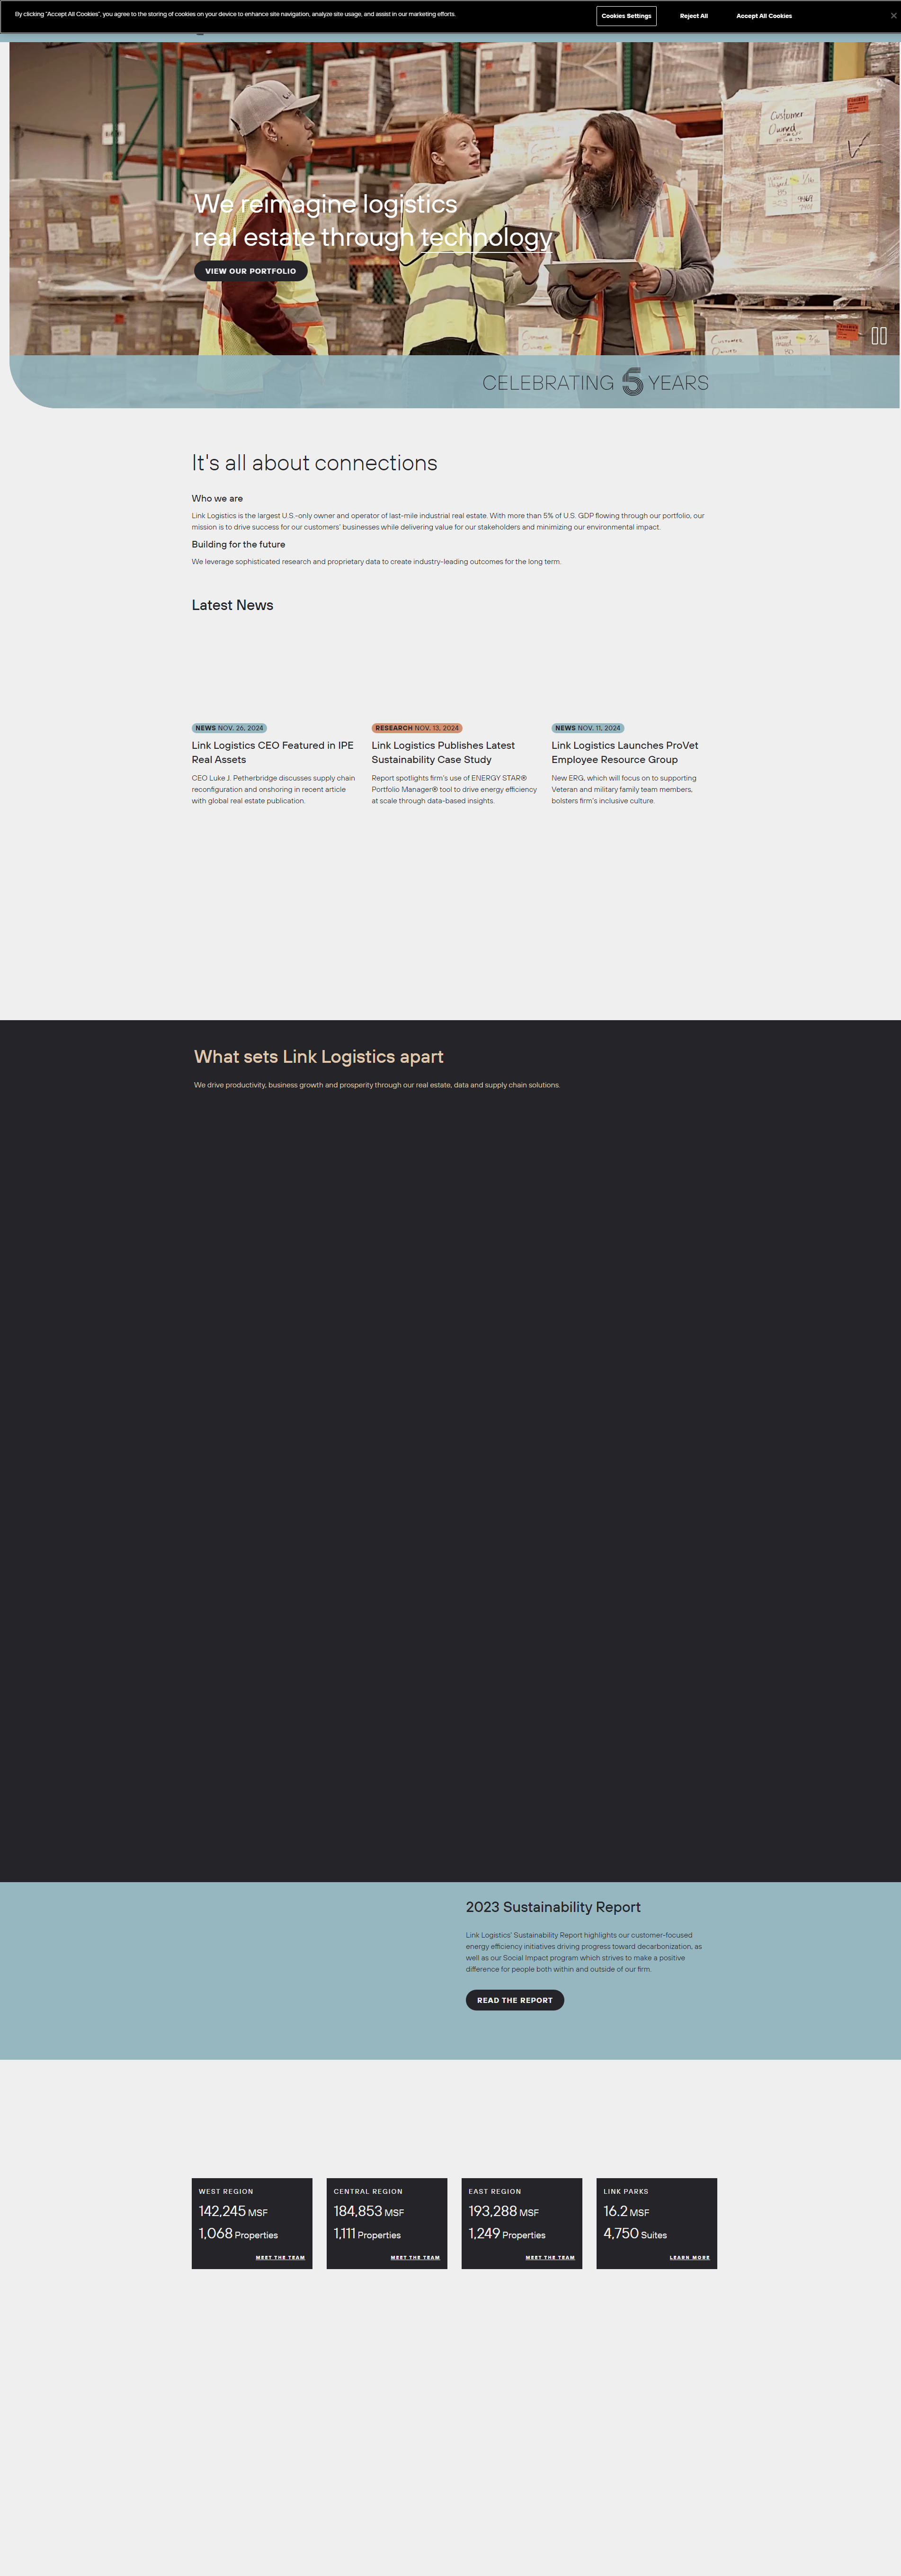 By clicking "Accept All Cookies", you agree to the storing of cookies on your device to enhance site navigation, analyze site usage, and assist in our marketing efforts.
Cookies Settings
Reject All
Accept All Cookies
Customer
Owned
We reimagine logistics
real estate through technology
VIEW OUR PORTFOLIO
CELEBRATING 5 YEARS
It's all about connections
Who we are
Link Logistics is the largest U.S.-only owner and operator of last-mile industrial real estate. With more than 5% of U.S. GDP flowing through our portfolio, our
mission is to drive success for our customers' businesses while delivering value for our stakeholders and minimizing our environmental impact.
Building for the future
We leverage sophisticated research and proprietary data to create industry-leading outcomes for the long term.
Latest News
NEWS NOV. 26, 2024
Link Logistics CEO Featured in IPE
Real Assets
CEO Luke J. Petherbridge discusses supply chain
reconfiguration and onshoring in recent article
with global real estate publication.
RESEARCH NOV. 13, 2024
Link Logistics Publishes Latest
Sustainability Case Study
Report spotlights firm's use of ENERGY STAR®
Portfolio Manager® tool to drive energy efficiency
at scale through data-based insights.
NEWS NOV. 11, 2024
Link Logistics Launches ProVet
Employee Resource Group
New ERG, which will focus on to supporting
Veteran and military family team members,
bolsters firm's inclusive culture.
What sets Link Logistics apart
We drive productivity, business growth and prosperity through our real estate, data and supply chain solutions.
2023 Sustainability Report
Link Logistics' Sustainability Report highlights our customer-focused
energy efficiency initiatives driving progress toward decarbonization, as
well as our Social Impact program which strives to make a positive
difference for people both within and outside of our firm.
READ THE REPORT
WEST REGION
142,245 MSF
1,068 Properties
MEET THE TEAM
CENTRAL REGION
184,853 MSF
1,111 Properties
MEET THE TEAM
EAST REGION
193,288 MSF
1,249 Properties
MEET THE TEAM
LINK PARKS
16.2 MSF
4,750 Suites
LEARN MORE